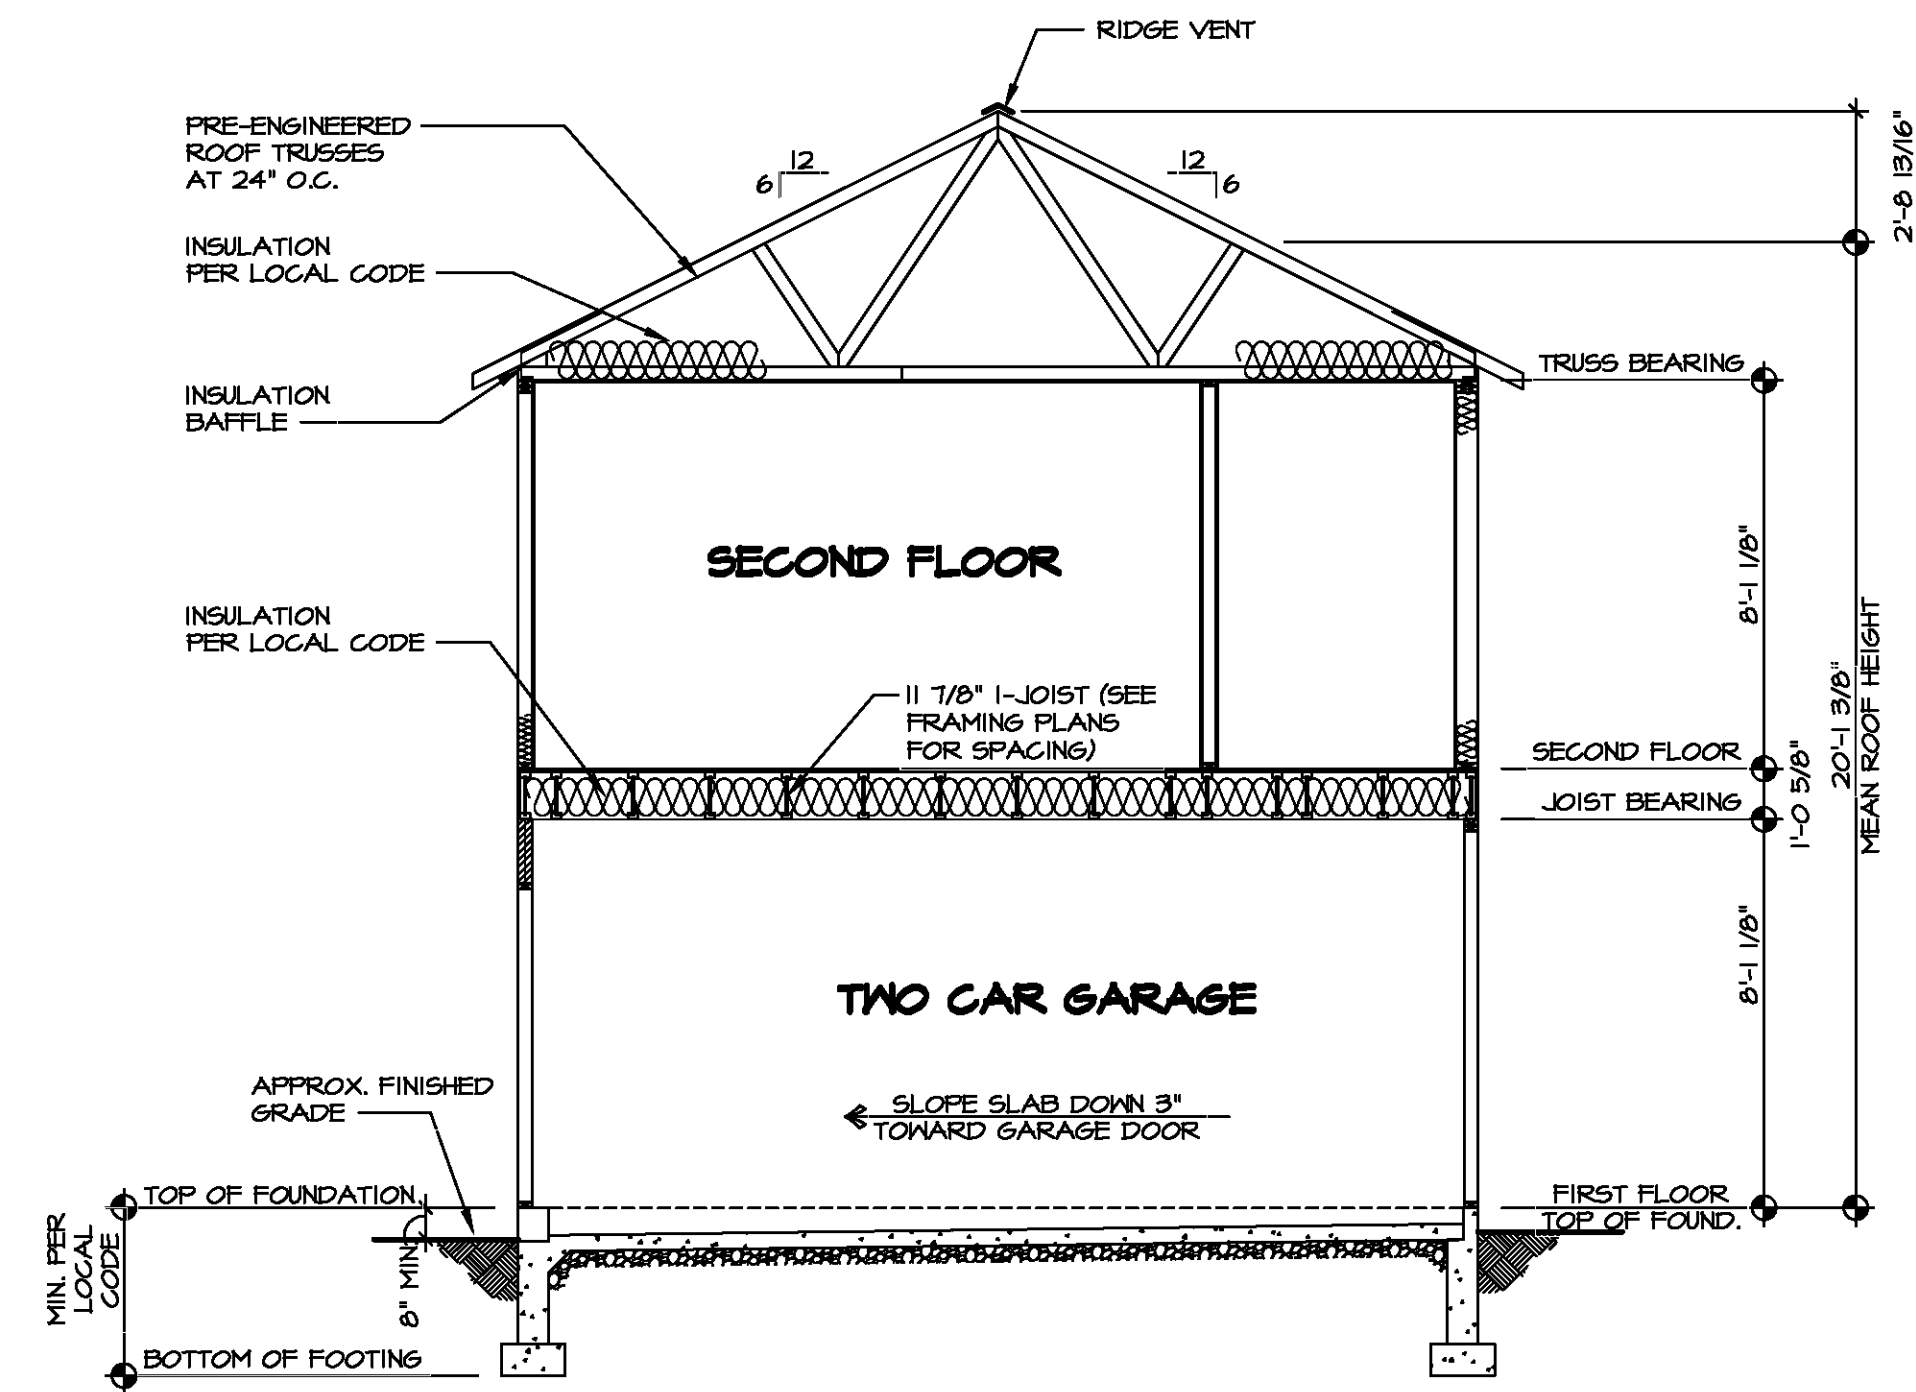 RIDGE VENT
PRE-ENGINEERED
ROOF TRUSSES
AT 24" O.C.
12
6
12
6
2'-8 13/16"
INSULATION
PER LOCAL CODE
TRUSS BEARING
INSULATION
BAFFLE
SECOND FLOOR
8'-1 1/8"
INSULATION
PER LOCAL CODE
11 7/8" I-JOIST (SEE
FRAMING PLANS
FOR SPACING)
SECOND FLOOR
JOIST BEARING
1'-0 5/8"
20'-1 3/8"
MEAN ROOF HEIGHT
8'-1 1/8"
TWO CAR GARAGE
APPROX. FINISHED
GRADE
SLOPE SLAB DOWN 3"
TOWARD GARAGE DOOR
TOP OF FOUNDATION
FIRST FLOOR
TOP OF FOUND.
MIN. PER
LOCAL
CODE
8" MIN.
BOTTOM OF FOOTING